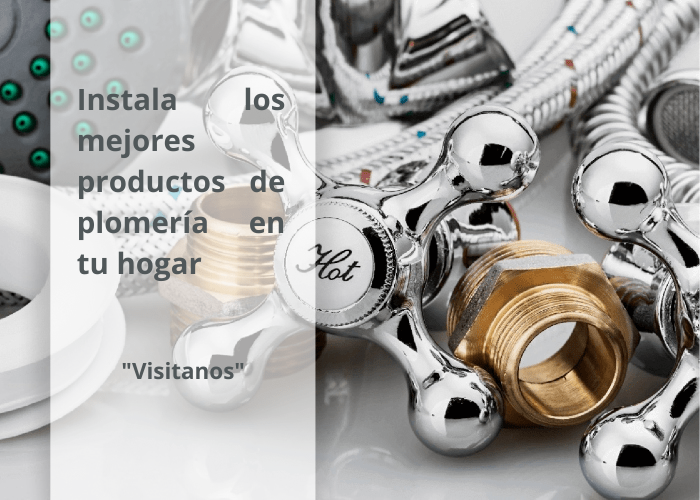 Instala los
mejores
productos de
plomería en
tu hogar
"Visitanos"
Hot